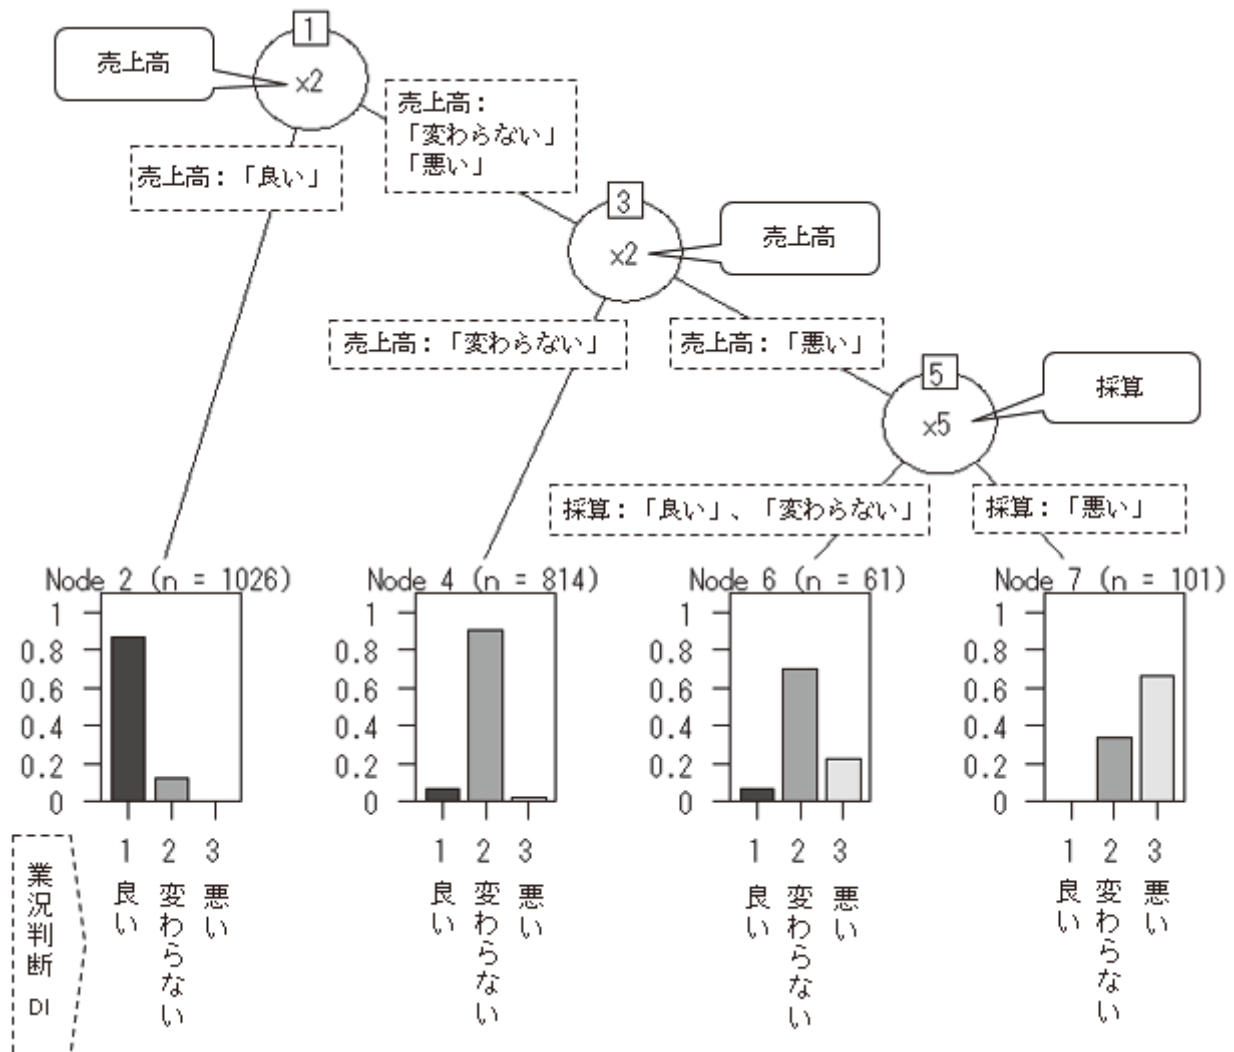 1
売上高
x2
売上高:
「変わらない」
「悪い」
売上高:「良い」
3
x2
売上高
売上高:「変わらない」
売上高:「悪い」
5
x5
採算
採算:「良い」、「変わらない」
採算:「悪い」
Node 2 (n = 1026)
1
0.8
0.6
0.4
0.2
0
1 2 3
良い
変わらない
悪い
Node 4 (n = 814)
1
0.8
0.6
0.4
0.2
0
1 2 3
良い
変わらない
悪い
Node 6 (n = 61)
1
0.8
0.6
0.4
0.2
0
1 2 3
良い
変わらない
悪い
Node 7 (n = 101)
1
0.8
0.6
0.4
0.2
0
1 2 3
良い
変わらない
悪い
業況判断 DI